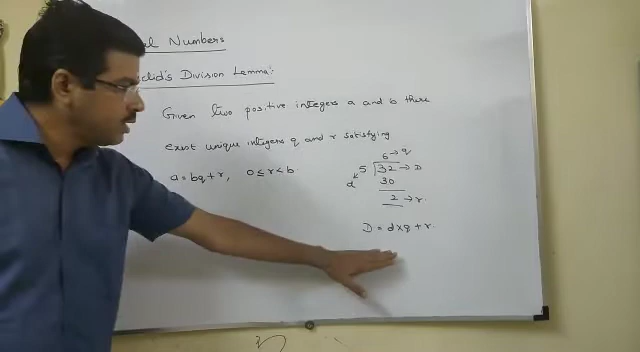 Numbers
Division Lemma:
Given two positive integers a and b there
exist unique integers q and r satisfying
a = bq + r, 0 ≤ r < b
6 → q
5 32 → D
d
30
2 → r
D = d x q + r